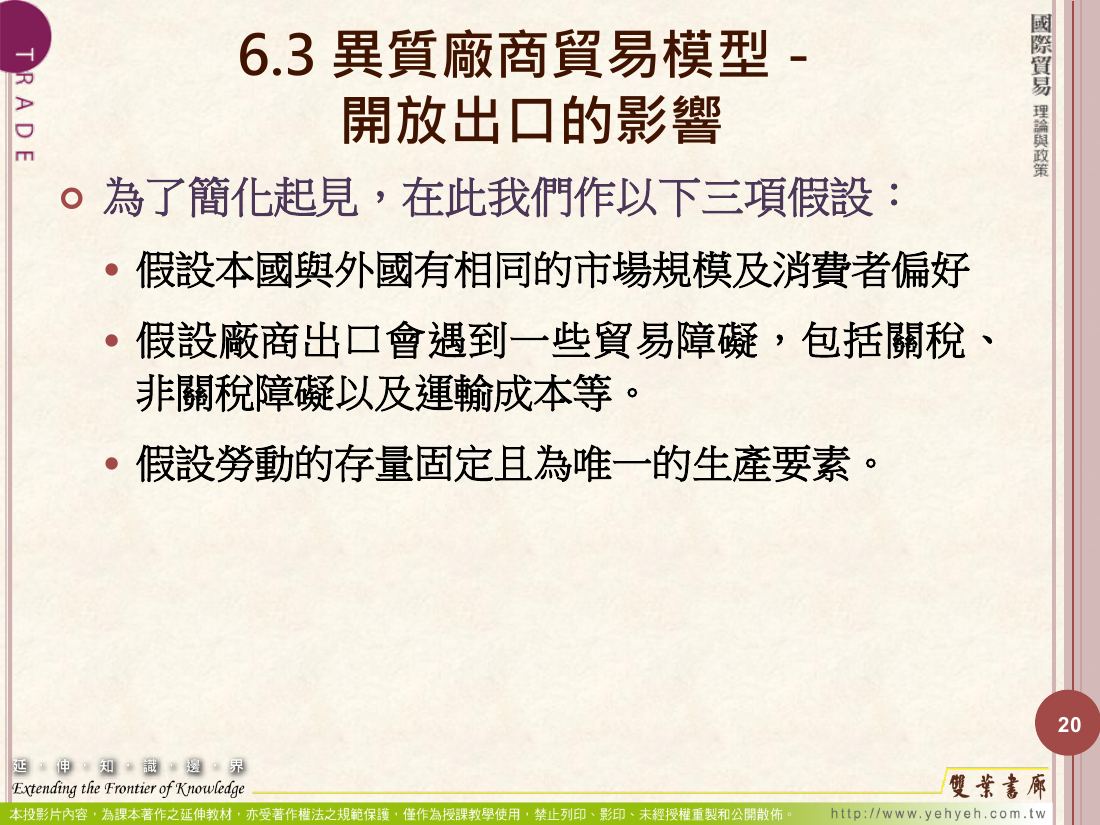 TRADE
國際貿易 理論與政策
6.3 異質廠商貿易模型 -
開放出口的影響
為了簡化起見，在此我們作以下三項假設：
假設本國與外國有相同的市場規模及消費者偏好
假設廠商出口會遇到一些貿易障礙，包括關稅、
非關稅障礙以及運輸成本等。
假設勞動的存量固定且為唯一的生產要素。
20
延。伸。知。識。邊。界
Extending the Frontier of Knowledge
雙葉書廊
本投影片內容，為課本著作之延伸教材，亦受著作權法之規範保護，僅作為授課教學使用，禁止列印、影印、未經授權重製和公開散佈。
http://www.yehyeh.com.tw